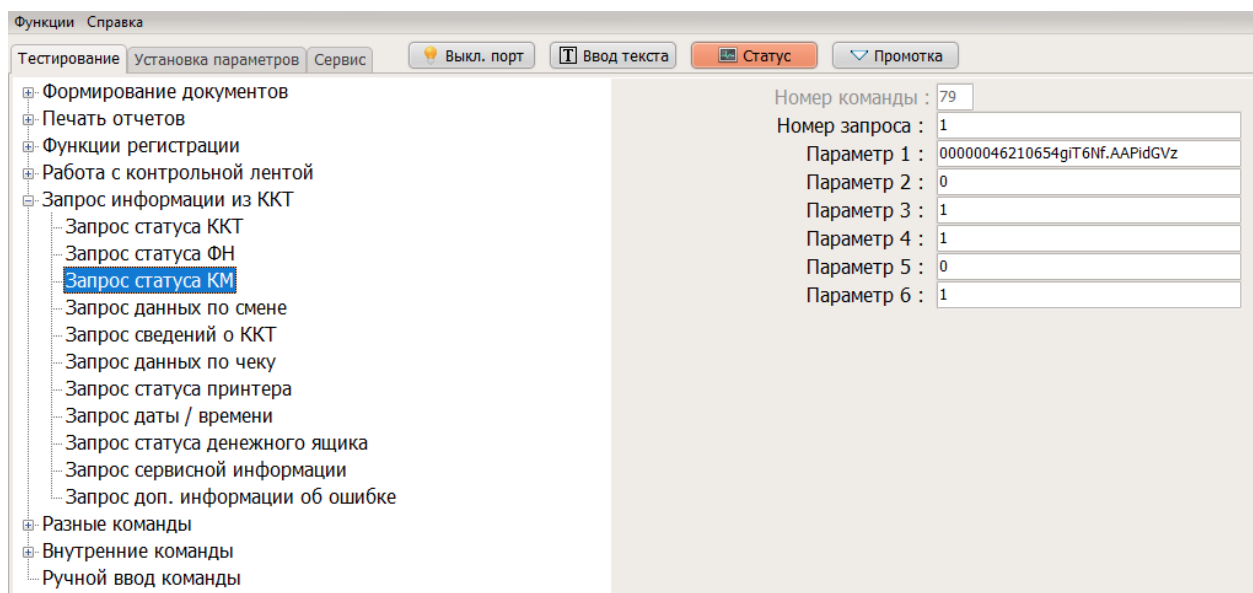 Функции Справка
Тестирование Установка параметров Сервис Выкл. порт Ввод текста Статус Промотка
Формирование документов
Печать отчетов
Функции регистрации
Работа с контрольной лентой
Запрос информации из ККТ
Запрос статуса ККТ
Запрос статуса ФН
Запрос статуса КМ
Запрос данных по смене
Запрос сведений о ККТ
Запрос данных по чеку
Запрос статуса принтера
Запрос даты / времени
Запрос статуса денежного ящика
Запрос сервисной информации
Запрос доп. информации об ошибке
Разные команды
Внутренние команды
Ручной ввод команды
Номер команды : 79
Номер запроса : 1
Параметр 1 : 00000046210654giT6Nf.AAPidGVz
Параметр 2 : 0
Параметр 3 : 1
Параметр 4 : 1
Параметр 5 : 0
Параметр 6 : 1